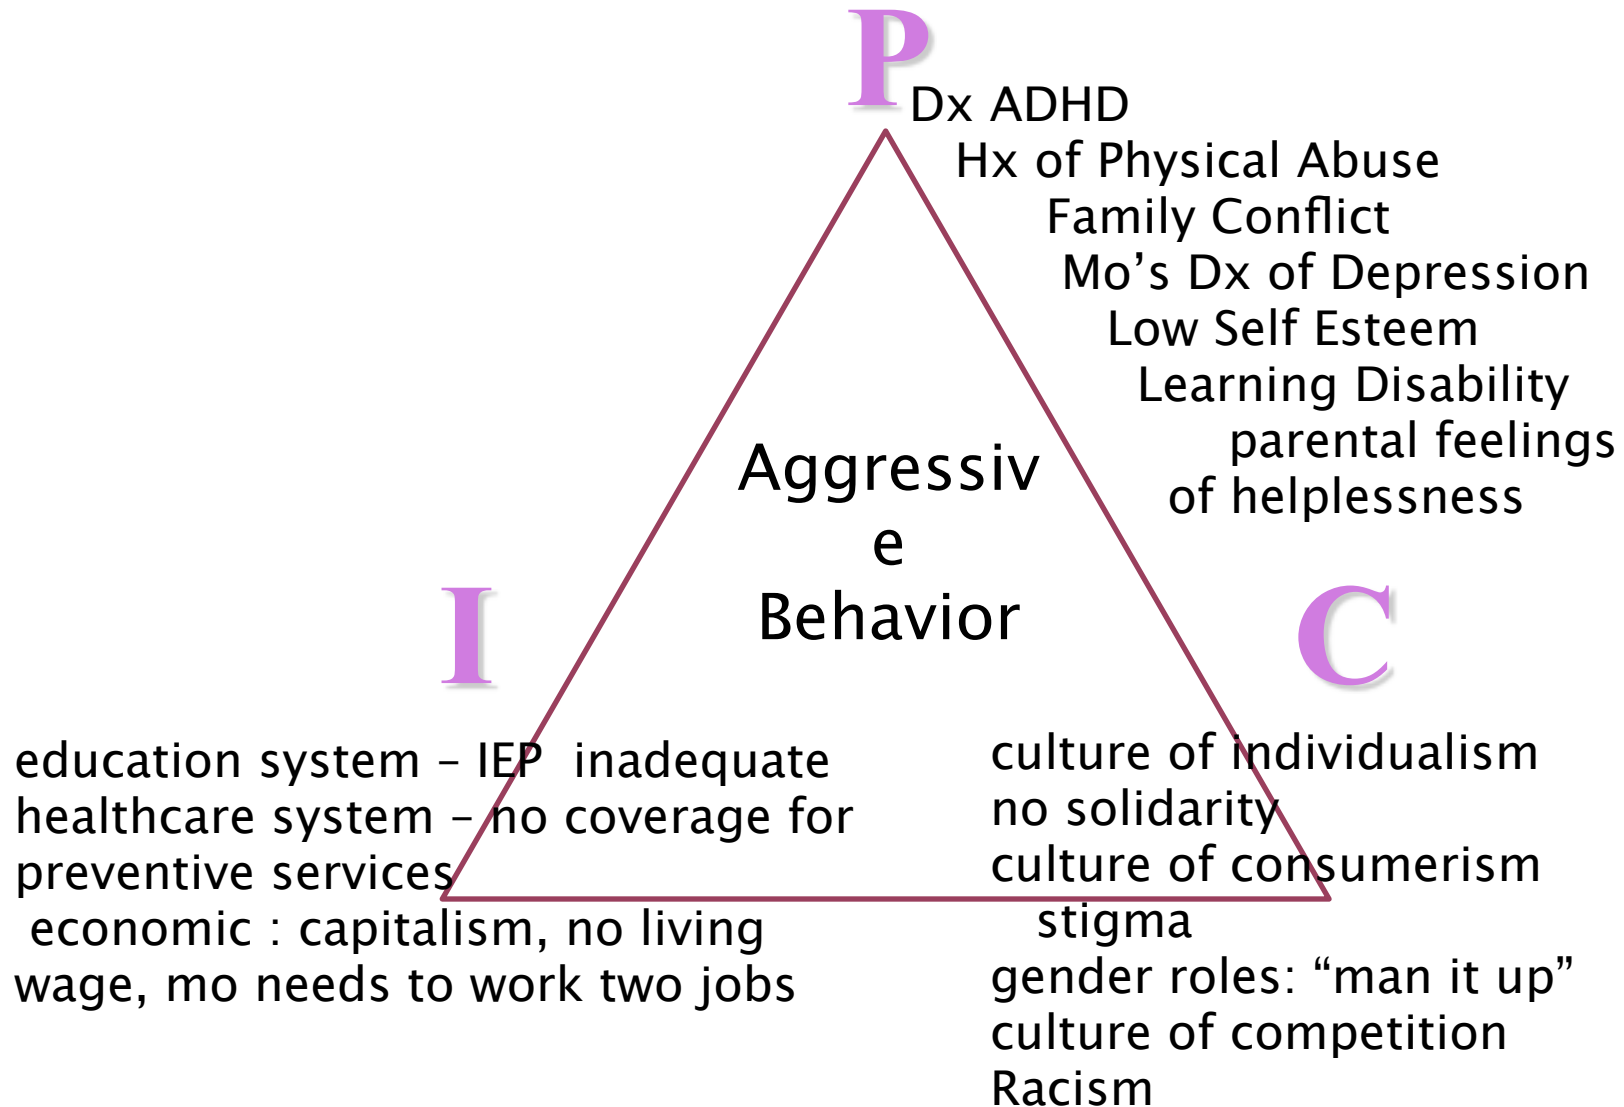 P
Dx ADHD
Hx of Physical Abuse
Family Conflict
Mo’s Dx of Depression
Low Self Esteem
Learning Disability
parental feelings
of helplessness
Aggressiv
e
Behavior
I
education system – IEP  inadequate
healthcare system – no coverage for
preventive services
economic : capitalism, no living
wage, mo needs to work two jobs
C
culture of individualism
no solidarity
culture of consumerism
stigma
gender roles: “man it up”
culture of competition
Racism